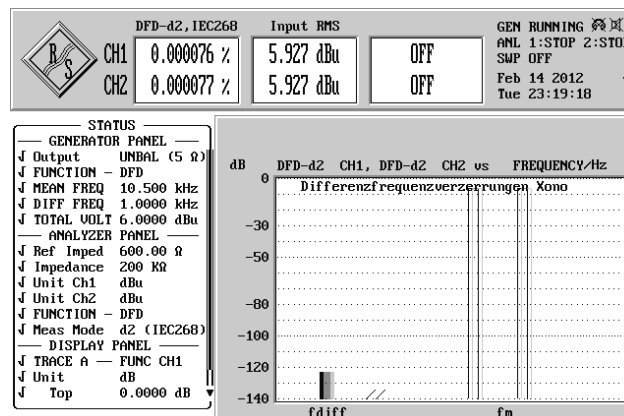 DFD-d2,IEC268 Input RMS
CH1 0.000076 % 5.927 dBu OFF
CH2 0.000077 % 5.927 dBu OFF
R S
GEN RUNNING
ANL 1:STOP 2:STO
SWP OFF
Feb 14 2012
Tue 23:19:18
STATUS
GENERATOR PANEL
Output UNBAL (5 Ω)
FUNCTION – DFD
MEAN FREQ 10.500 kHz
DIFF FREQ 1.0000 kHz
TOTAL VOLT 6.0000 dBu
ANALYZER PANEL
Ref Imped 600.00 Ω
Impedance 200 KΩ
Unit Ch1 dBu
Unit Ch2 dBu
FUNCTION – DFD
Meas Mode d2 (IEC268)
DISPLAY PANEL
TRACE A — FUNC CH1
Unit dB
Top 0.0000 dB
dB DFD-d2 CH1, DFD-d2 CH2 vs FREQUENCY/Hz
Differenzfrequenzverzerrungen Xono
0
-30
-50
-80
-100
-120
-140
fdiff fm